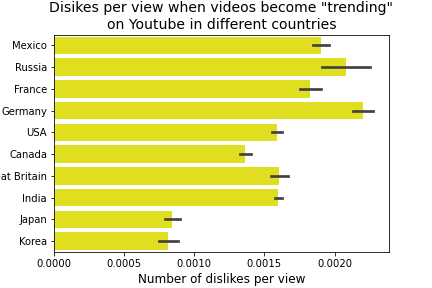 Disikes per view when videos become "trending"
on Youtube in different countries
Mexico
Russia
France
Germany
USA
Canada
eat Britain
India
Japan
Korea
0.0000 0.0005 0.0010 0.0015 0.0020
Number of dislikes per view